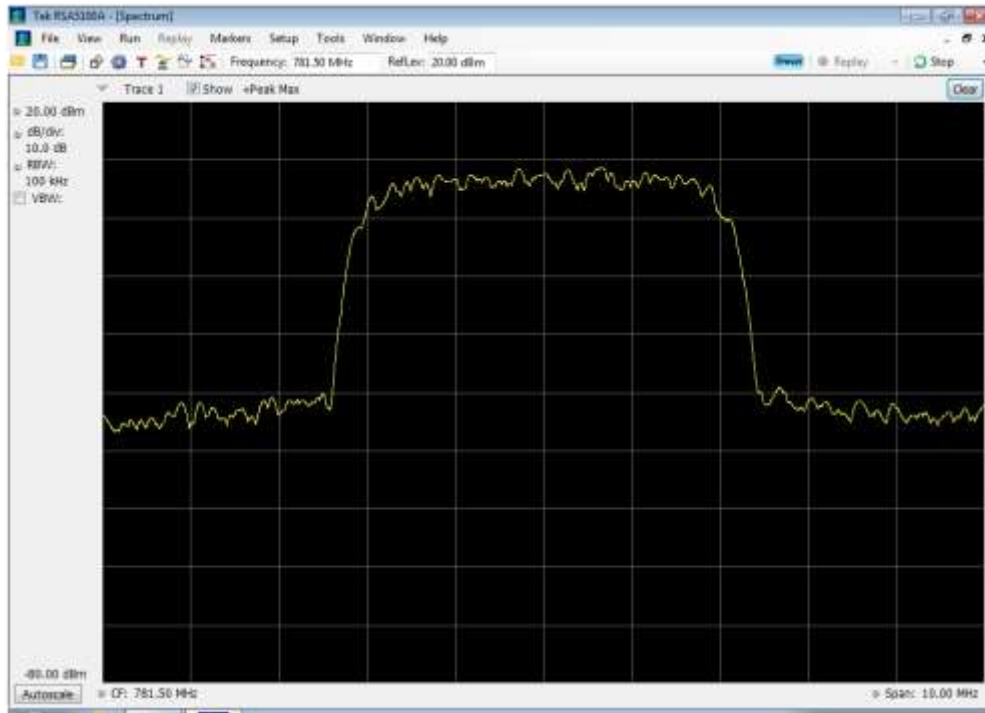 Tek RSA5100A - [Spectrum]
File View Run Replay Markers Setup Tools Window Help
Frequency: 781.50 MHz RefLev: 20.00 dBm Preset Replay Stop
Trace 1 Show +Peak Max Clear
20.00 dBm
dB/div:
10.0 dB
RBW:
100 kHz
VBW:
-80.00 dBm
Autoscale CF: 781.50 MHz Span: 10.00 MHz